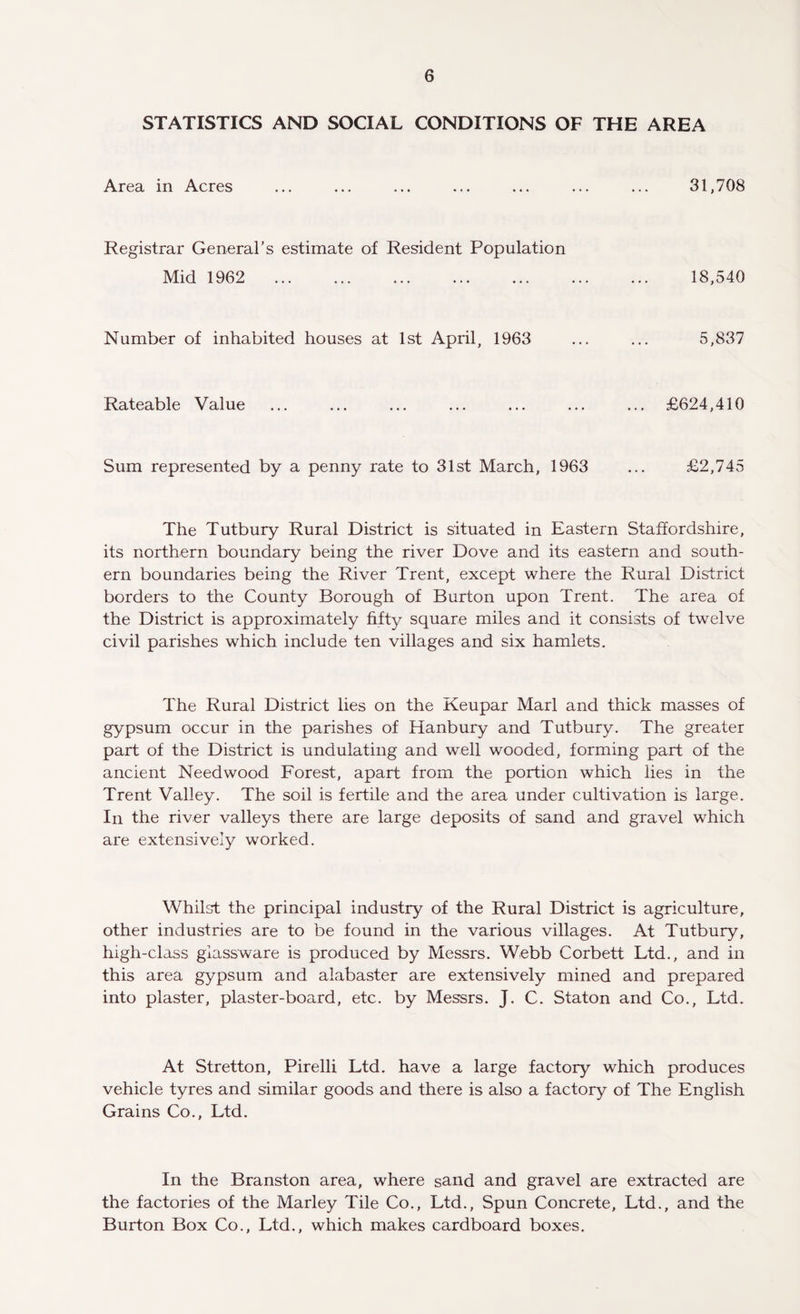 6
STATISTICS AND SOCIAL CONDITIONS OF THE AREA
Area in Acres ... ... ... ... ... ... ... 31,708
Registrar General's estimate of Resident Population
Mid 1962 ... ... ... ... ... ... ... 18,540
Number of inhabited houses at 1st April, 1963 ... ... 5,837
Rateable Value ... ... ... ... ... ... ... £624,410
Sum represented by a penny rate to 31st March, 1963 ... £2,745
The Tutbury Rural District is situated in Eastern Staffordshire,
its northern boundary being the river Dove and its eastern and south-
ern boundaries being the River Trent, except where the Rural District
borders to the County Borough of Burton upon Trent. The area of
the District is approximately fifty square miles and it consists of twelve
civil parishes which include ten villages and six hamlets.
The Rural District lies on the Keupar Marl and thick masses of
gypsum occur in the parishes of Hanbury and Tutbury. The greater
part of the District is undulating and well wooded, forming part of the
ancient Needwood Forest, apart from the portion which lies in the
Trent Valley. The soil is fertile and the area under cultivation is large.
In the river valleys there are large deposits of sand and gravel which
are extensively worked.
Whilst the principal industry of the Rural District is agriculture,
other industries are to be found in the various villages. At Tutbury,
high-class glassware is produced by Messrs. Webb Corbett Ltd., and in
this area gypsum and alabaster are extensively mined and prepared
into plaster, plaster-board, etc. by Messrs. J. C. Staton and Co., Ltd.
At Stretton, Pirelli Ltd. have a large factory which produces
vehicle tyres and similar goods and there is also a factory of The English
Grains Co., Ltd.
In the Branston area, where sand and gravel are extracted are
the factories of the Marley Tile Co., Ltd., Spun Concrete, Ltd., and the
Burton Box Co., Ltd., which makes cardboard boxes.